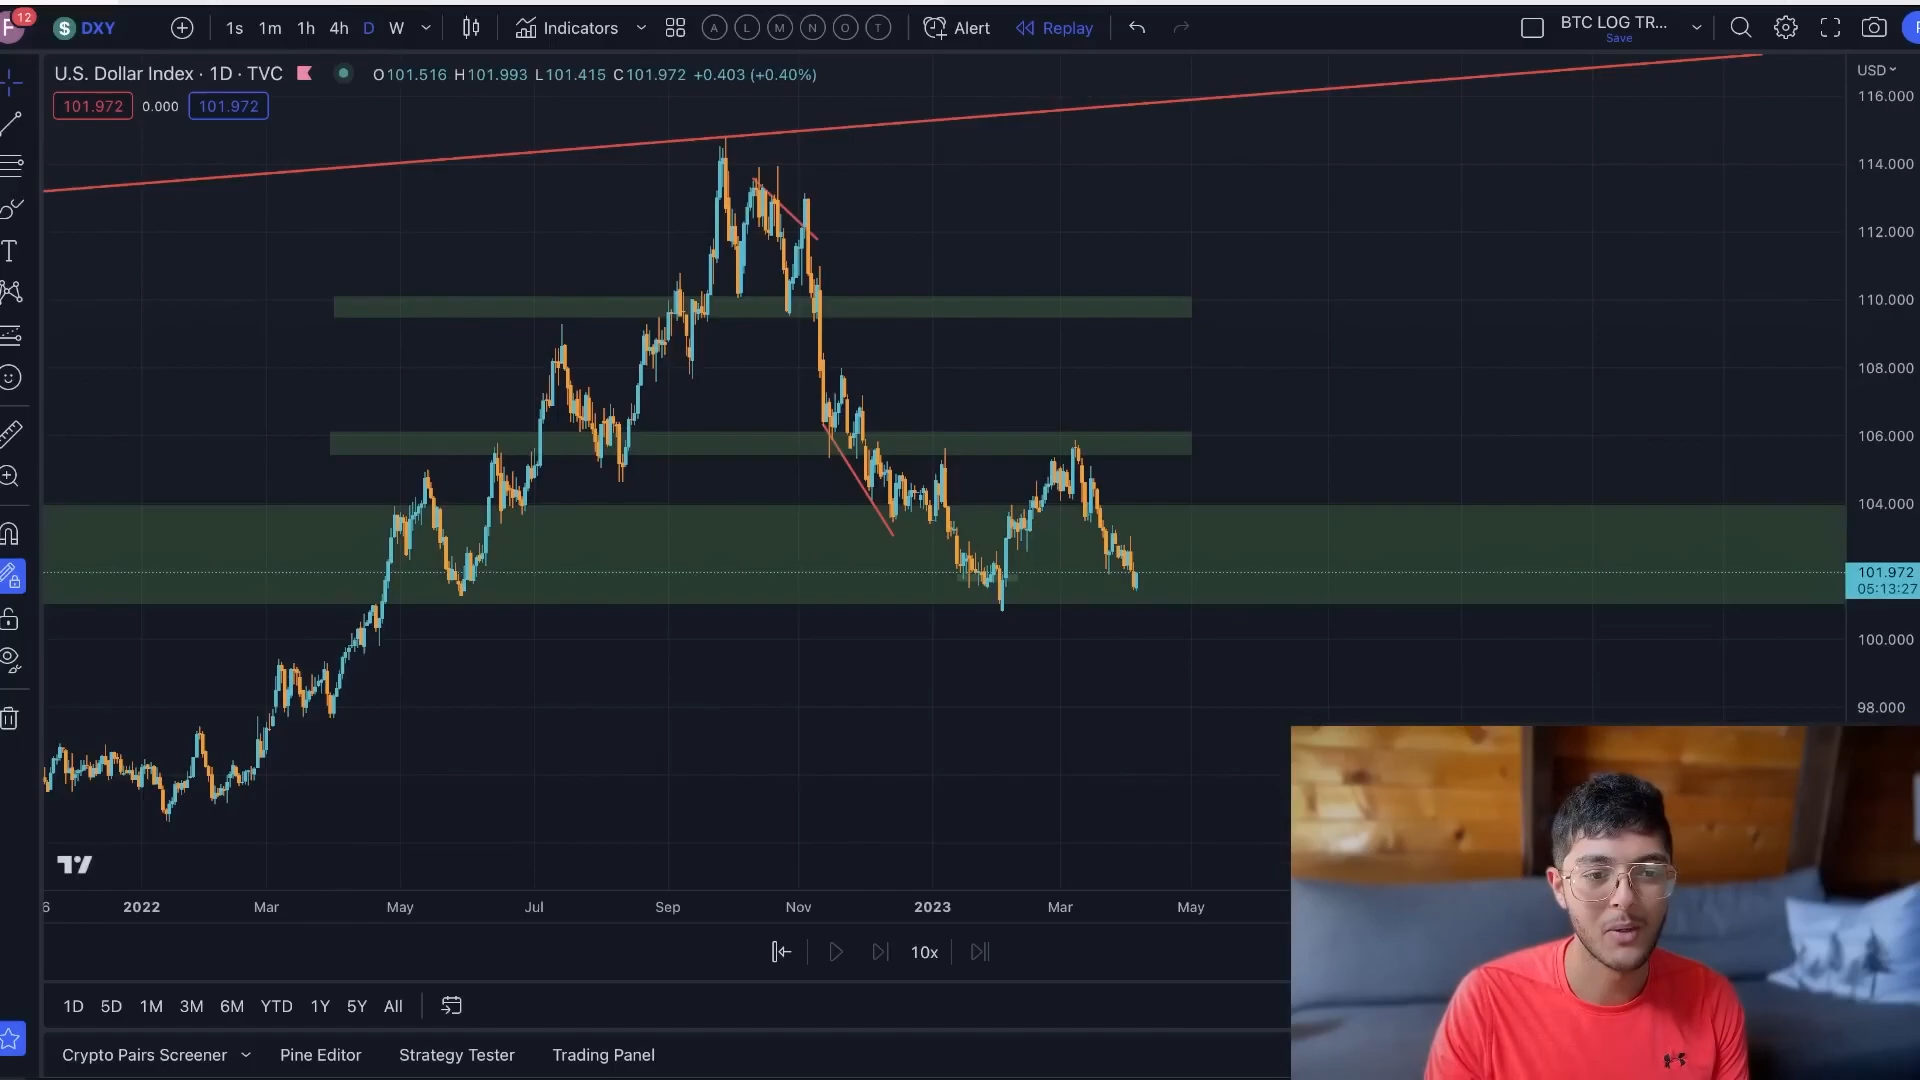 F 12 $ DXY 1s 1m 1h 4h D W Indicators A L M N O T Alert Replay BTC LOG TR... Save
U.S. Dollar Index · 1D · TVC O101.516 H101.993 L101.415 C101.972 +0.403 (+0.40%)
101.972 0.000 101.972
USD
116.000
114.000
112.000
110.000
108.000
106.000
104.000
101.972
05:13:27
100.000
98.000
T
6 2022 Mar May Jul Sep Nov 2023 Mar May
10x
1D 5D 1M 3M 6M YTD 1Y 5Y All
Crypto Pairs Screener Pine Editor Strategy Tester Trading Panel